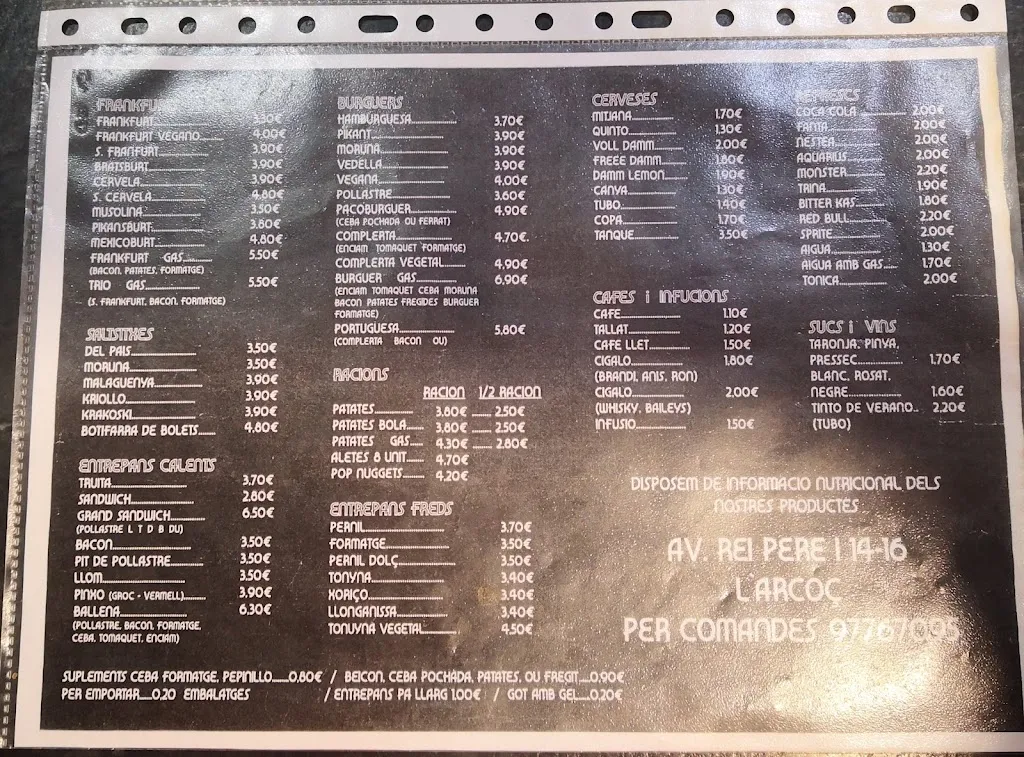 FRANKFURT
FRANKFURT 3.30€
FRANKFURT VEGANO 4.00€
S. FRANFURT 3.90€
BRATSBURT 3.90€
CERVELA 3.90€
S. CERVELA 4.80€
MUSOLINA 3.50€
PIKANSBURT 3.80€
MEXICOBURT 4.80€
FRANKFURT GAS 5.50€
(BACON, PATATES, FORMATGE)
TRIO GAS 5.50€
(S. FRANKFURT, BACON, FORMATGE)
SALSITXES
DEL PAIS 3.50€
MORUNA 3.50€
MALAGUENYA 3.90€
KRIOLLO 3.90€
KRAKOSKI 3.90€
BOTIFARRA DE BOLETS 4.80€
ENTREPANS CALENTS
TRUITA 3.70€
SANDWICH 2.80€
GRAND SANDWICH 6.50€
(POLLASTRE L T D B DU)
BACON 3.50€
PIT DE POLLASTRE 3.50€
LLOM 3.50€
PINXO (GROC - VERMELL) 3.90€
BALLENA 6.30€
(POLLASTRE, BACON, FORMATGE,
CEBA, TOMAQUET, ENCIAM)
BURGUERS
HAMBURGUESA 3.70€
PIKANT 3.90€
MORUNA 3.90€
VEDELLA 3.90€
VEGANA 4.00€
POLLASTRE 3.60€
PACOBURGUER 4.90€
(CEBA POCHADA OU FERRAT)
COMPLERTA 4.70€
(ENCIAM TOMAQUET FORMATGE)
COMPLERTA VEGETAL 4.90€
BURGUER GAS 6.90€
(ENCIAM TOMAQUET CEBA MORUNA
BACON PATATES FREGIDES BURGUER
FORMATGE)
PORTUGUESA 5.80€
(COMPLERTA BACON OU)
RACIONS
RACION 1/2 RACION
PATATES 3.80€ 2.50€
PATATES BOLA 3.80€ 2.50€
PATATES GAS 4.30€ 2.80€
ALETES 8 UNIT 4.70€
POP NUGGETS 4.20€
ENTREPANS FREDS
PERNIL 3.70€
FORMATGE 3.50€
PERNIL DOLÇ 3.50€
TONYNA 3.40€
XORIÇO 3.40€
LLONGANISSA 3.40€
TONUYNA VEGETAL 4.50€
CERVESES
MITJANA 1.70€
QUINTO 1.30€
VOLL DAMM 2.00€
FREEE DAMM 1.80€
DAMM LEMON 1.90€
CANYA 1.30€
TUBO 1.40€
COPA 1.70€
TANQUE 3.50€
CAFES i INFUCIONS
CAFE 1.10€
TALLAT 1.20€
CAFE LLET 1.50€
CIGALO 1.80€
(BRANDI, ANIS, RON)
CIGALO 2.00€
(WHISKY, BAILEYS)
INFUSIO 1.50€
COCA COLA 2.00€
FANTA 2.00€
NESTEA 2.00€
AQUARIUS 2.00€
MONSTER 2.20€
TRINA 1.90€
BITTER KAS 1.80€
RED BULL 2.20€
SPRITE 2.00€
AIGUA 1.30€
AIGUA AMB GAS 1.70€
TONICA 2.00€
SUCS i VINS
TARONJA, PINYA,
PRESSEC 1.70€
BLANC, ROSAT,
NEGRE 1.60€
TINTO DE VERANO 2.20€
(TUBO)
DISPOSEM DE INFORMACIO NUTRICIONAL DELS
NOSTRES PRODUCTES
AV. REI PERE I 14-16
L'ARCOC
PER COMANDES
SUPLEMENTS CEBA FORMATGE, PEPINILLO 0.80€ / BEICON, CEBA POCHADA, PATATES, OU FREGIT 0.90€
PER EMPORTAR 0.20 EMBALATGES / ENTREPANS PA LLARG 1.00€ / GOT AMB GEL 0.20€